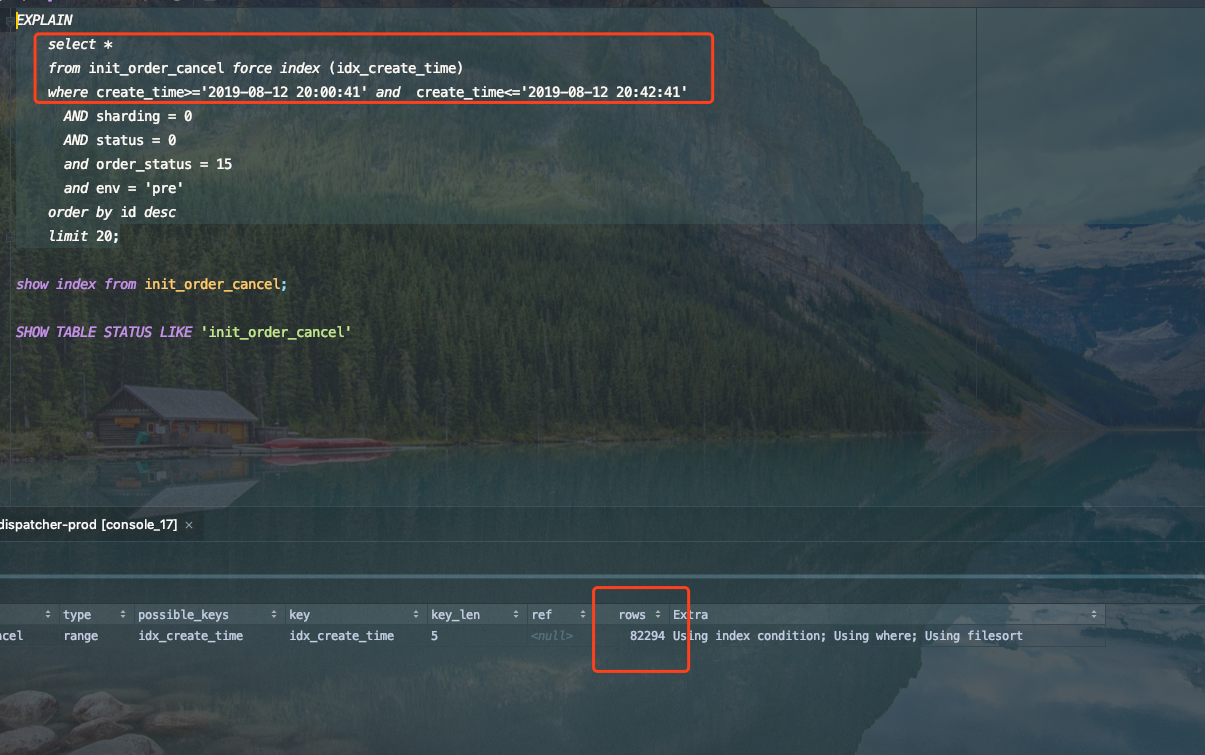 EXPLAIN
select *
from init_order_cancel force index (idx_create_time)
where create_time>='2019-08-12 20:00:41' and  create_time<='2019-08-12 20:42:41'
AND sharding = 0
AND status = 0
and order_status = 15
and env = 'pre'
order by id desc
limit 20;
show index from init_order_cancel;
SHOW TABLE STATUS LIKE 'init_order_cancel'
dispatcher-prod [console_17] ×
type possible_keys key key_len ref rows Extra
ncel range idx_create_time idx_create_time 5 <null> 82294 Using index condition; Using where; Using filesort